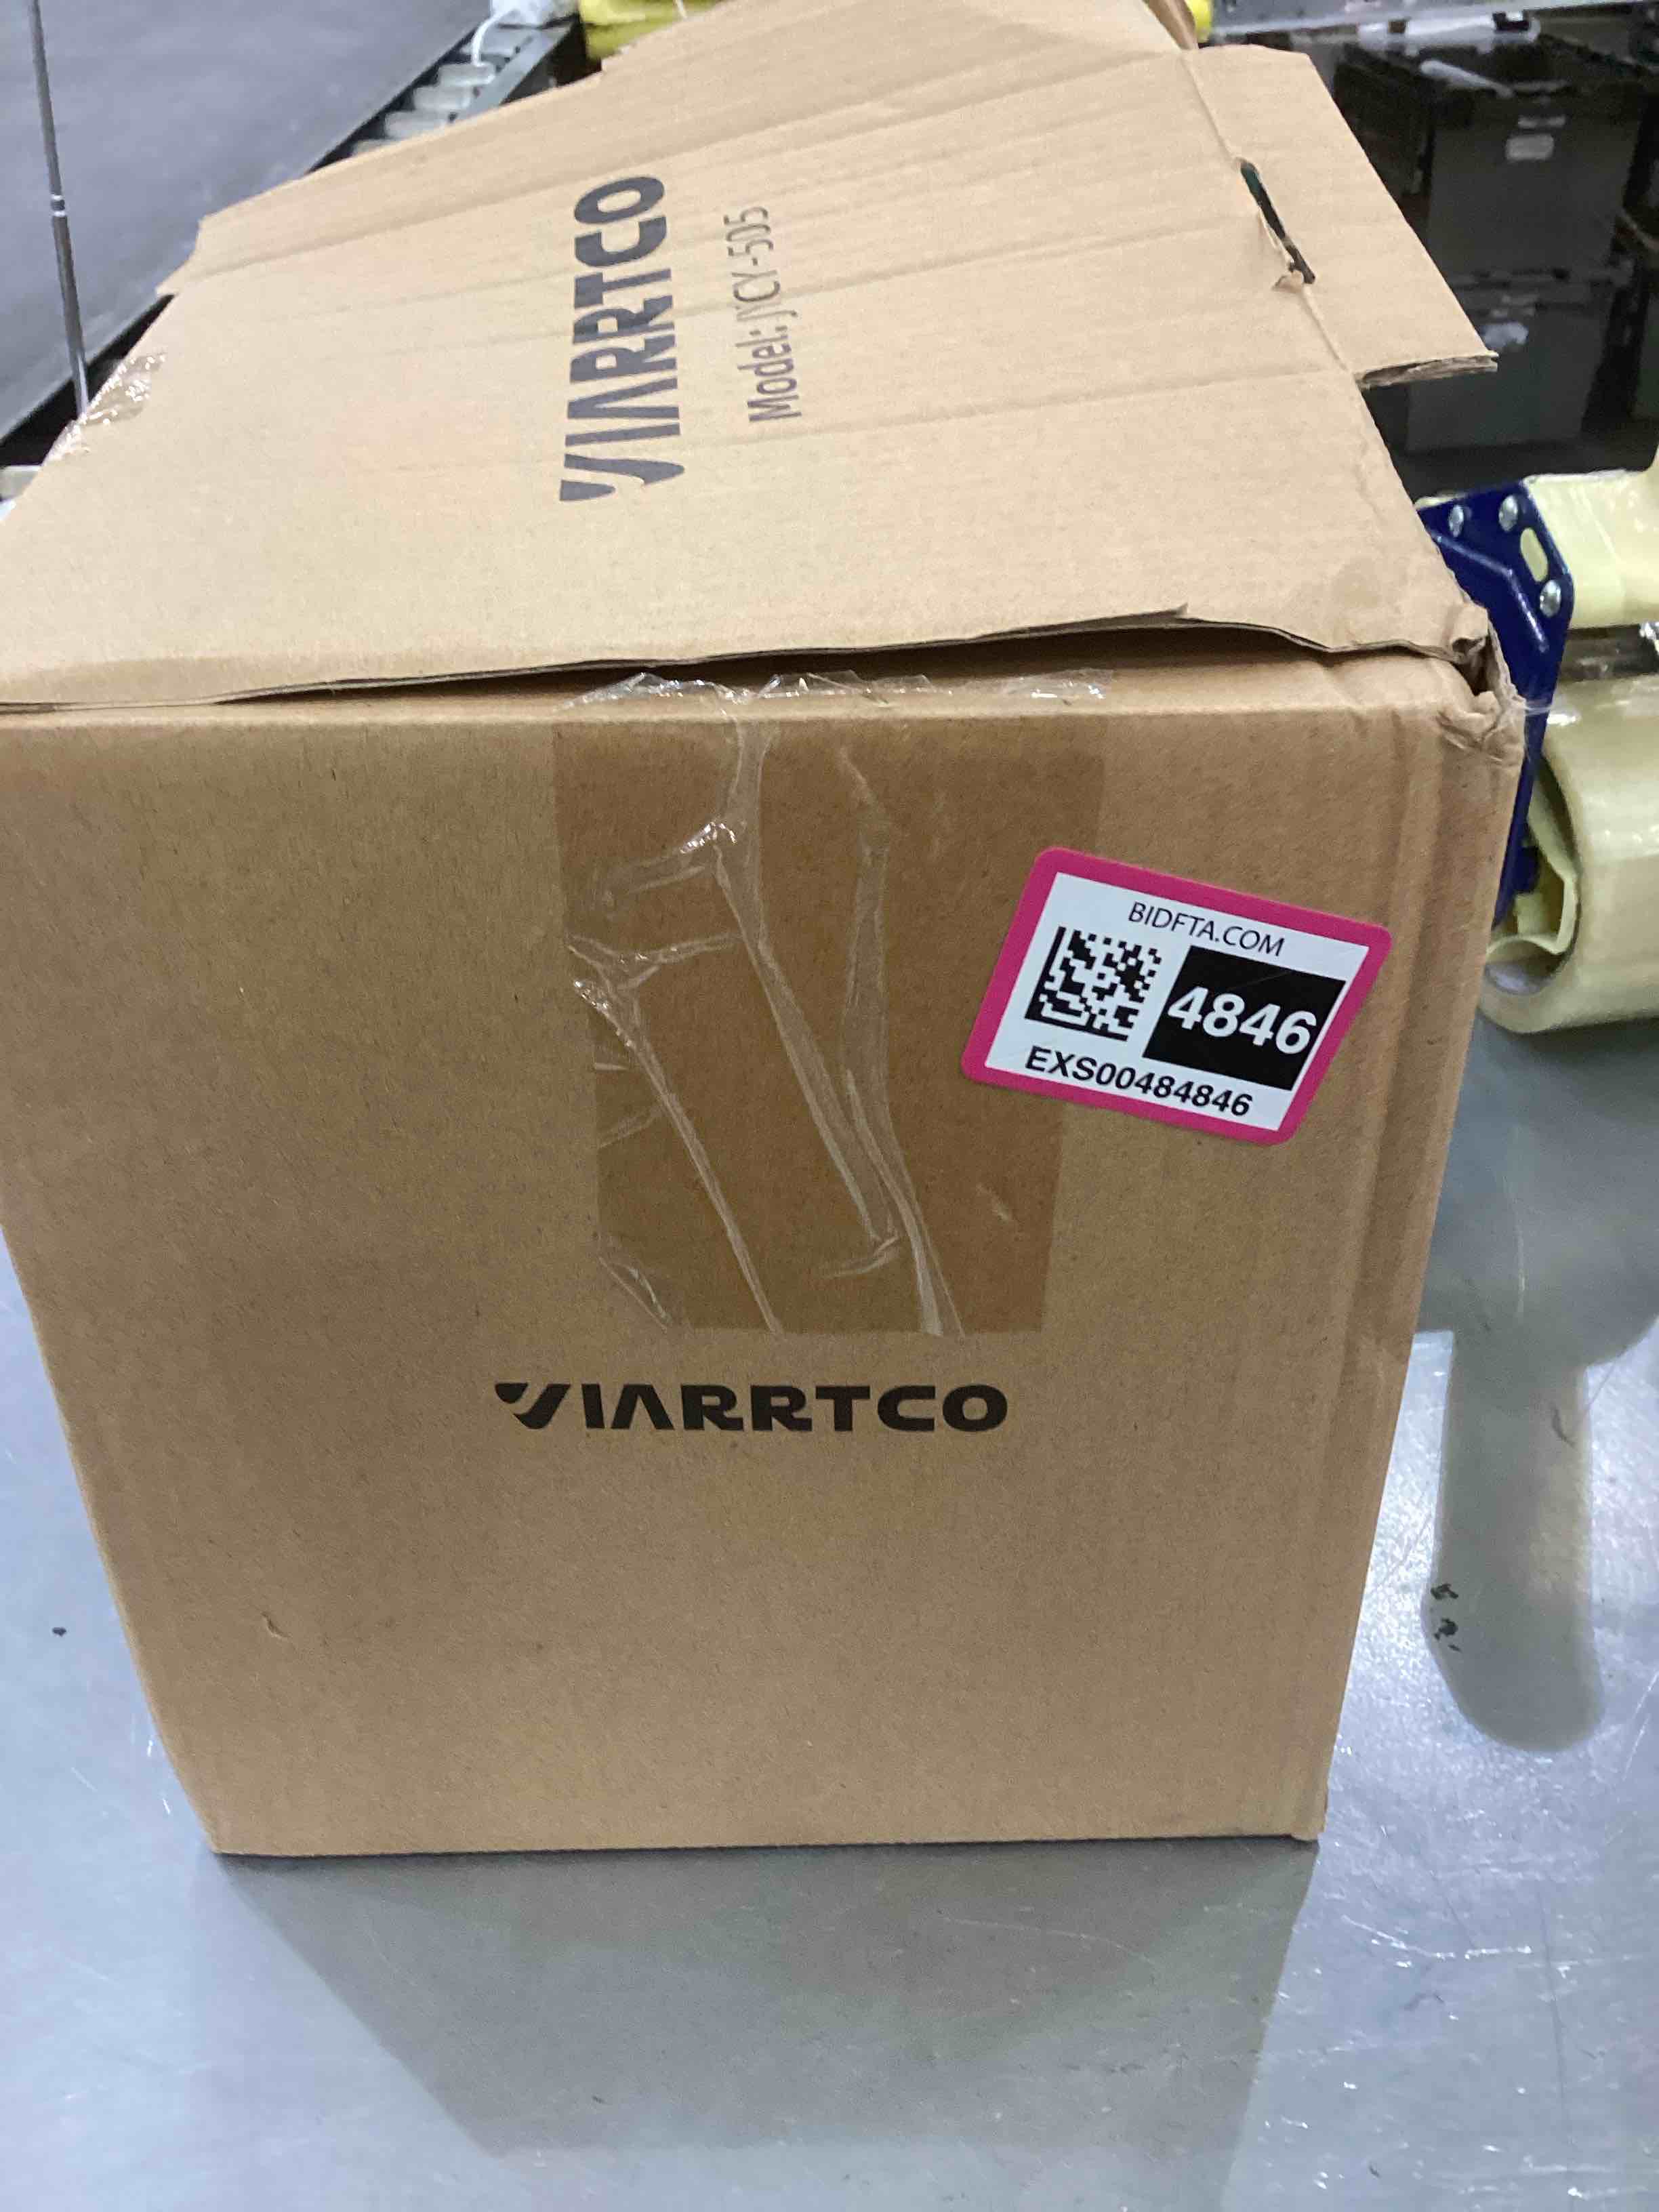 VIARRTCO
Model: JYCY-505
BIDFTA.COM
4846
EXS00484846
VIARRTCO